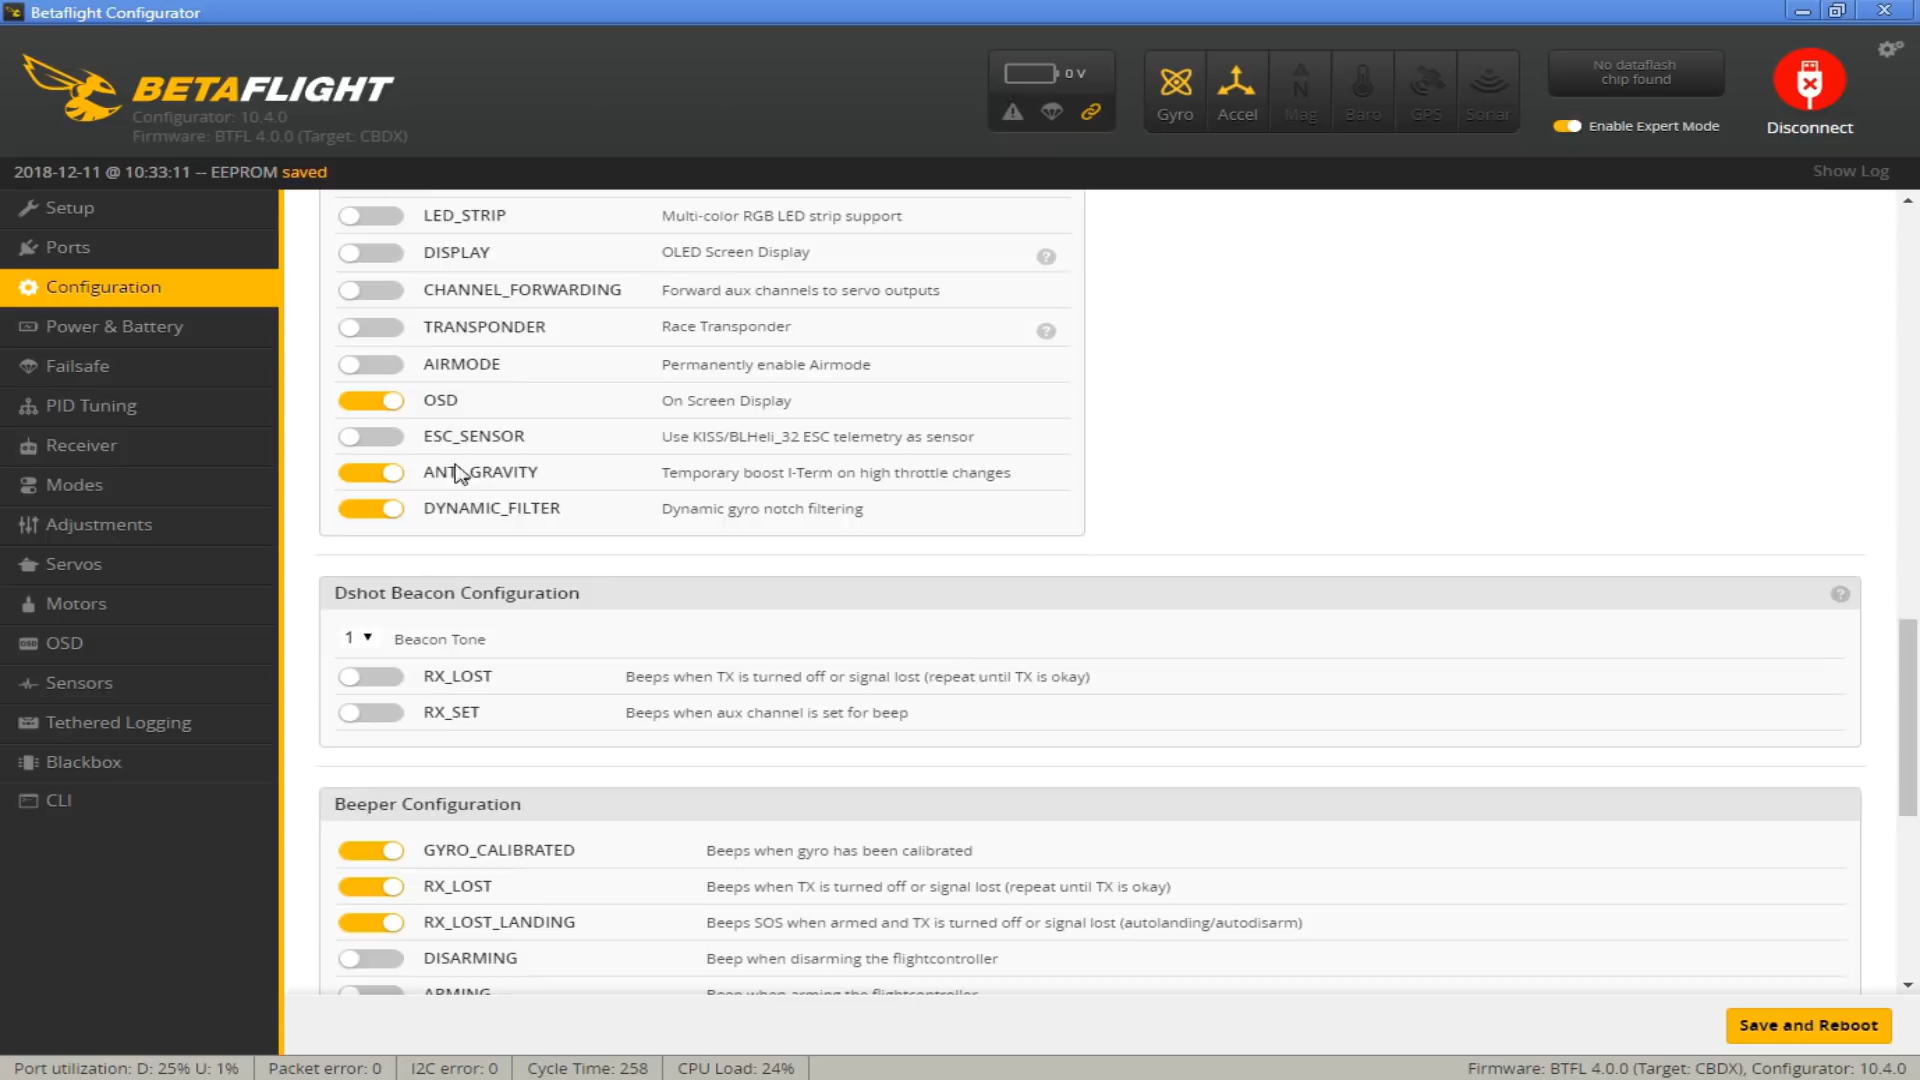 Betaflight Configurator
BETAFLIGHT
Configurator: 10.4.0
Firmware: BTFL 4.0.0 (Target: CBDX)
0 V
Gyro
Accel
Mag
Baro
GPS
Sonar
No dataflash
chip found
Enable Expert Mode
Disconnect
2018-12-11 @ 10:33:11 -- EEPROM saved
Show Log
Setup
Ports
Configuration
Power & Battery
Failsafe
PID Tuning
Receiver
Modes
Adjustments
Servos
Motors
OSD
Sensors
Tethered Logging
Blackbox
CLI
LED_STRIP Multi-color RGB LED strip support
DISPLAY OLED Screen Display ?
CHANNEL_FORWARDING Forward aux channels to servo outputs
TRANSPONDER Race Transponder ?
AIRMODE Permanently enable Airmode
OSD On Screen Display
ESC_SENSOR Use KISS/BLHeli_32 ESC telemetry as sensor
ANTI_GRAVITY Temporary boost I-Term on high throttle changes
DYNAMIC_FILTER Dynamic gyro notch filtering
Dshot Beacon Configuration ?
1 Beacon Tone
RX_LOST Beeps when TX is turned off or signal lost (repeat until TX is okay)
RX_SET Beeps when aux channel is set for beep
Beeper Configuration
GYRO_CALIBRATED Beeps when gyro has been calibrated
RX_LOST Beeps when TX is turned off or signal lost (repeat until TX is okay)
RX_LOST_LANDING Beeps SOS when armed and TX is turned off or signal lost (autolanding/autodisarm)
DISARMING Beep when disarming the flightcontroller
ARMING Beep when arming the flightcontroller
Save and Reboot
Port utilization: D: 25% U: 1%
Packet error: 0
I2C error: 0
Cycle Time: 258
CPU Load: 24%
Firmware: BTFL 4.0.0 (Target: CBDX), Configurator: 10.4.0